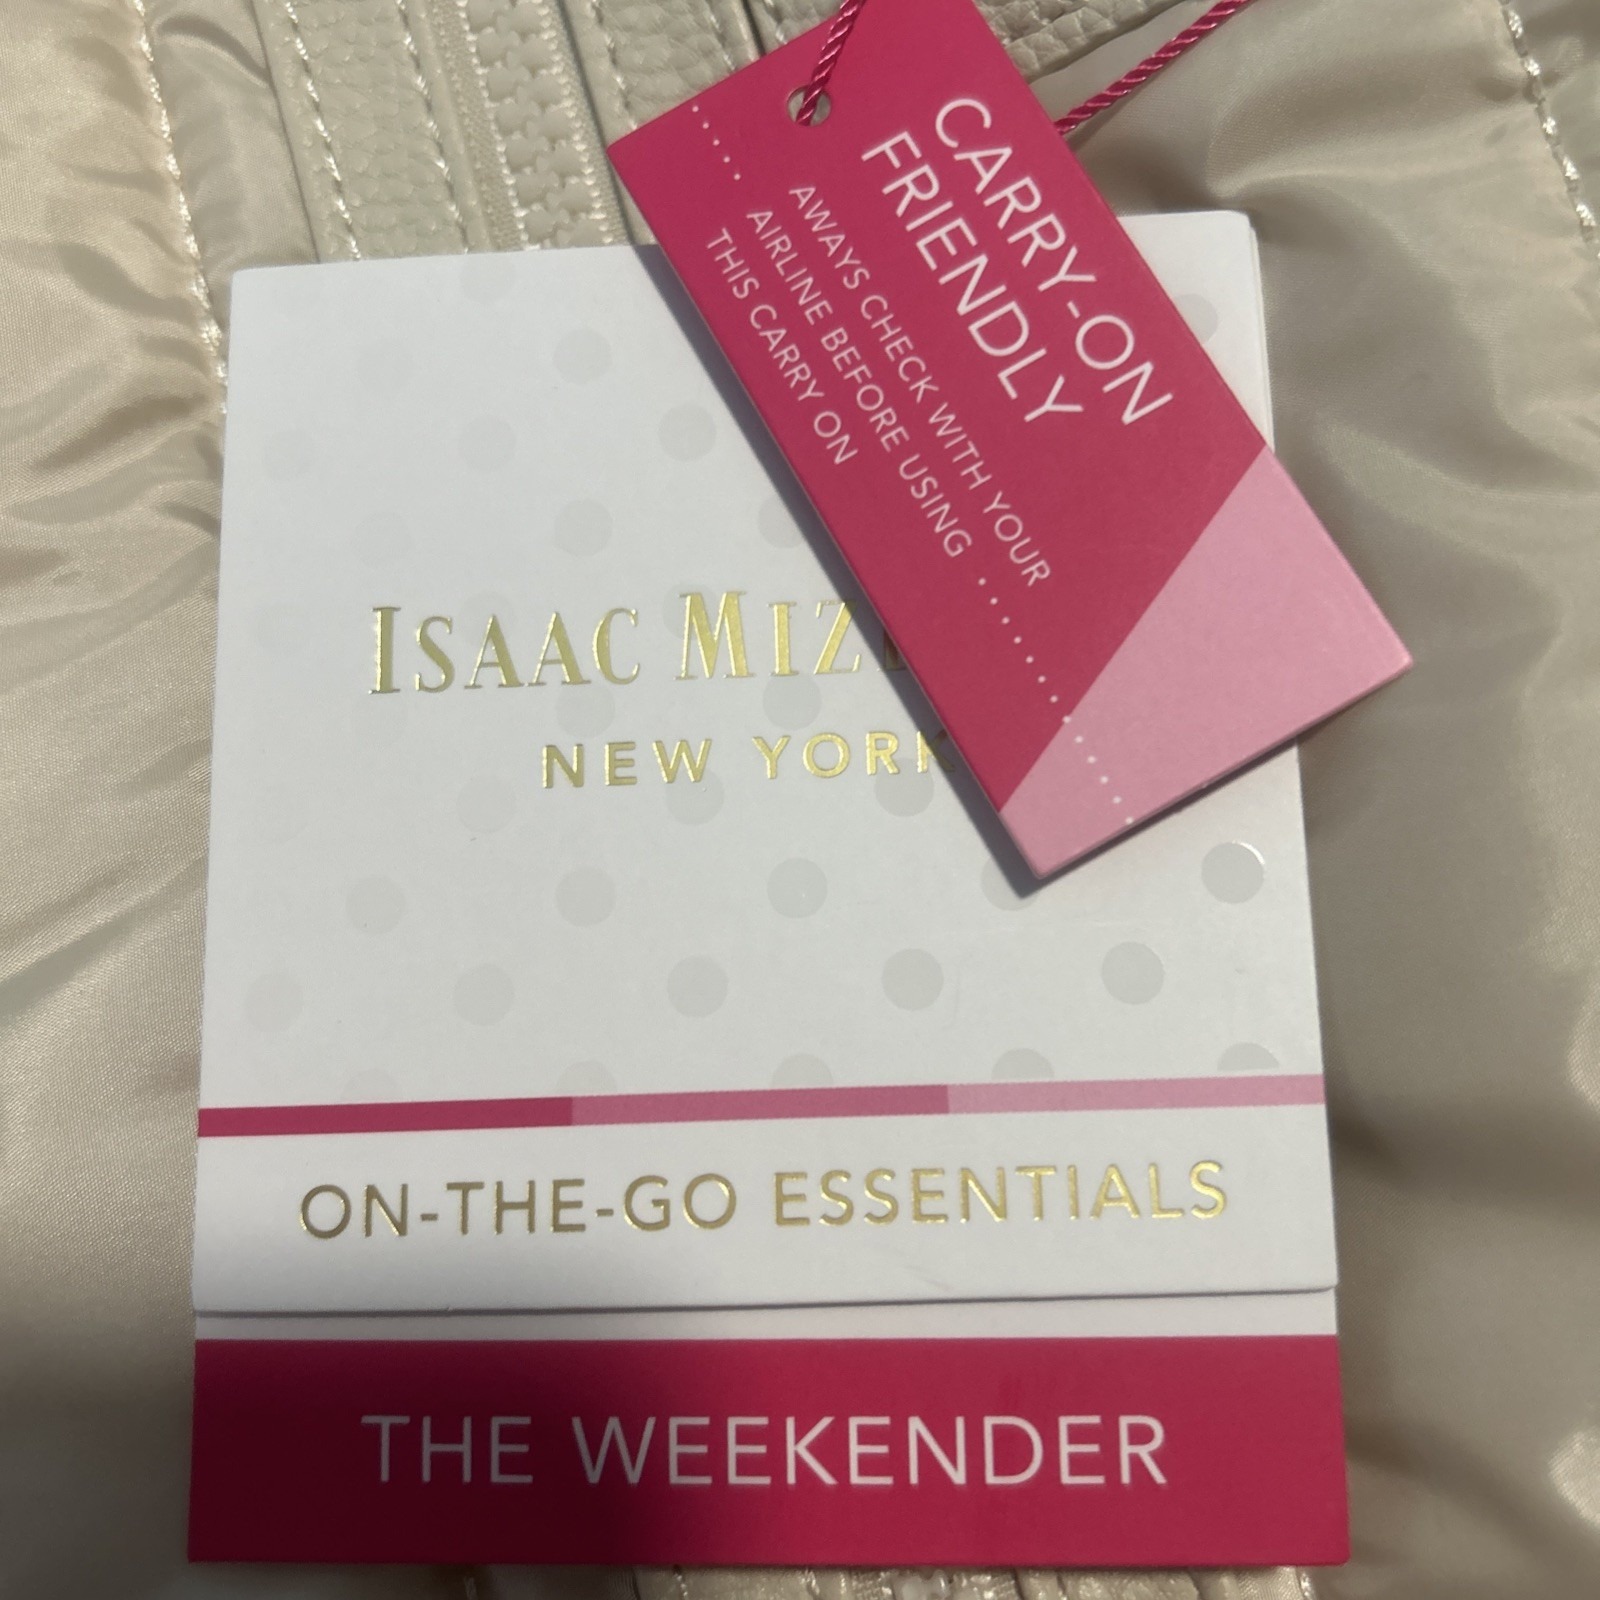 CARRY-ON
FRIENDLY
AWAYS CHECK WITH YOUR
AIRLINE BEFORE USING
THIS CARRY ON
ISAAC
NEW YORK
ON-THE-GO ESSENTIALS
THE WEEKENDER